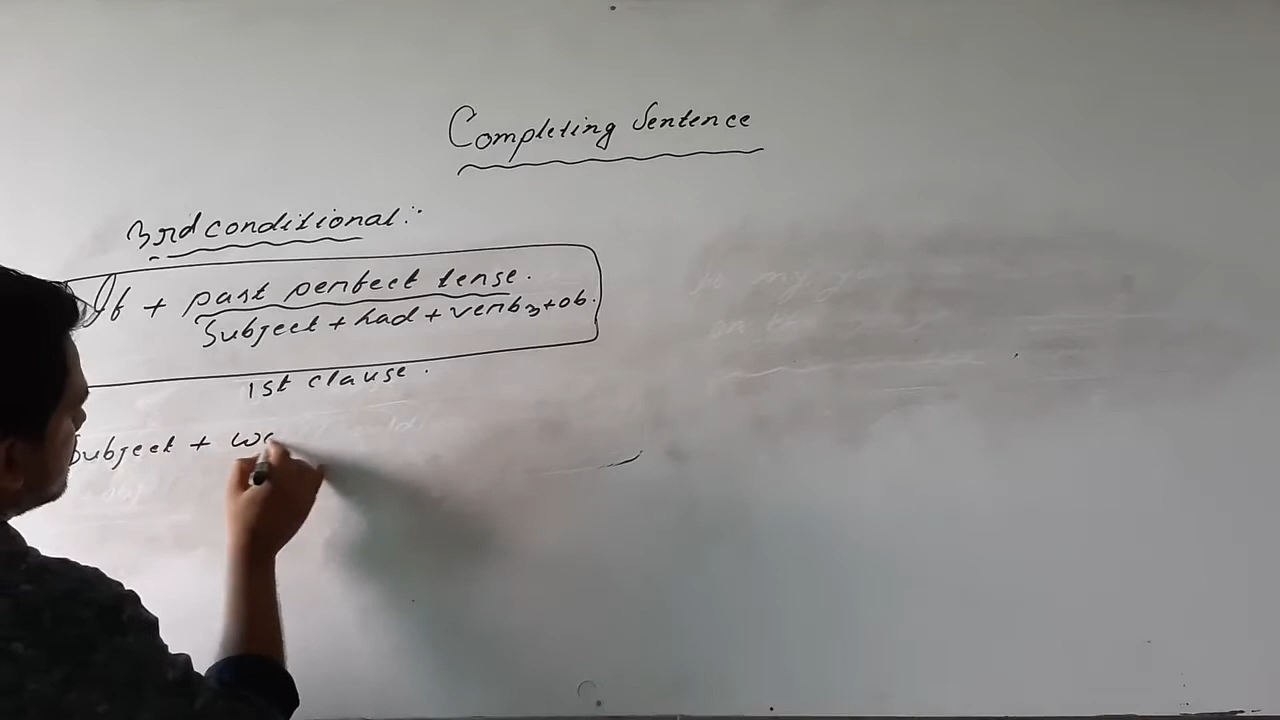 Completing Sentence
3rd conditional:
If + past perfect tense.
Subject + had + verb3 + ob.
1st clause.
Subject + wo